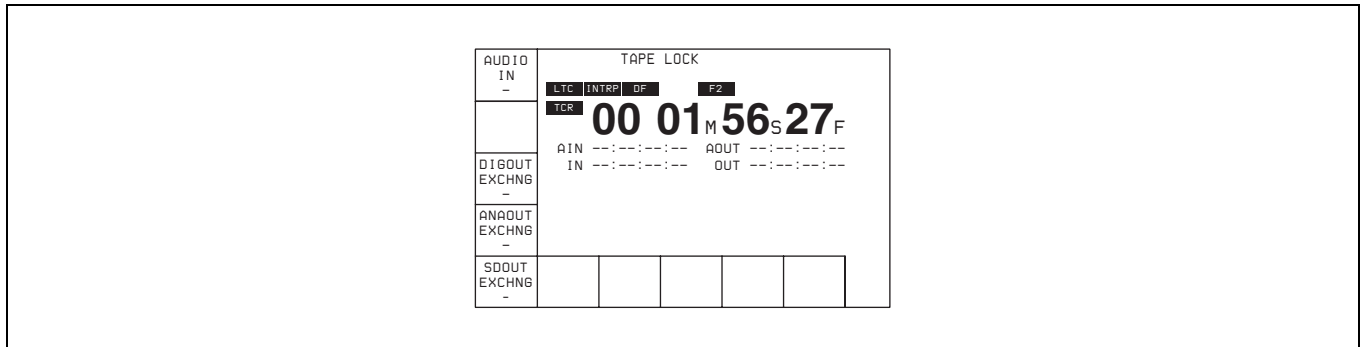 AUDIO
IN
-
TAPE LOCK
LTC INTRP DF F2
TCR 00 01M56S27F
AIN --:--:--:-- AOUT --:--:--:--
IN --:--:--:-- OUT --:--:--:--
DIGOUT
EXCHNG
-
ANAOUT
EXCHNG
-
SDOUT
EXCHNG
-